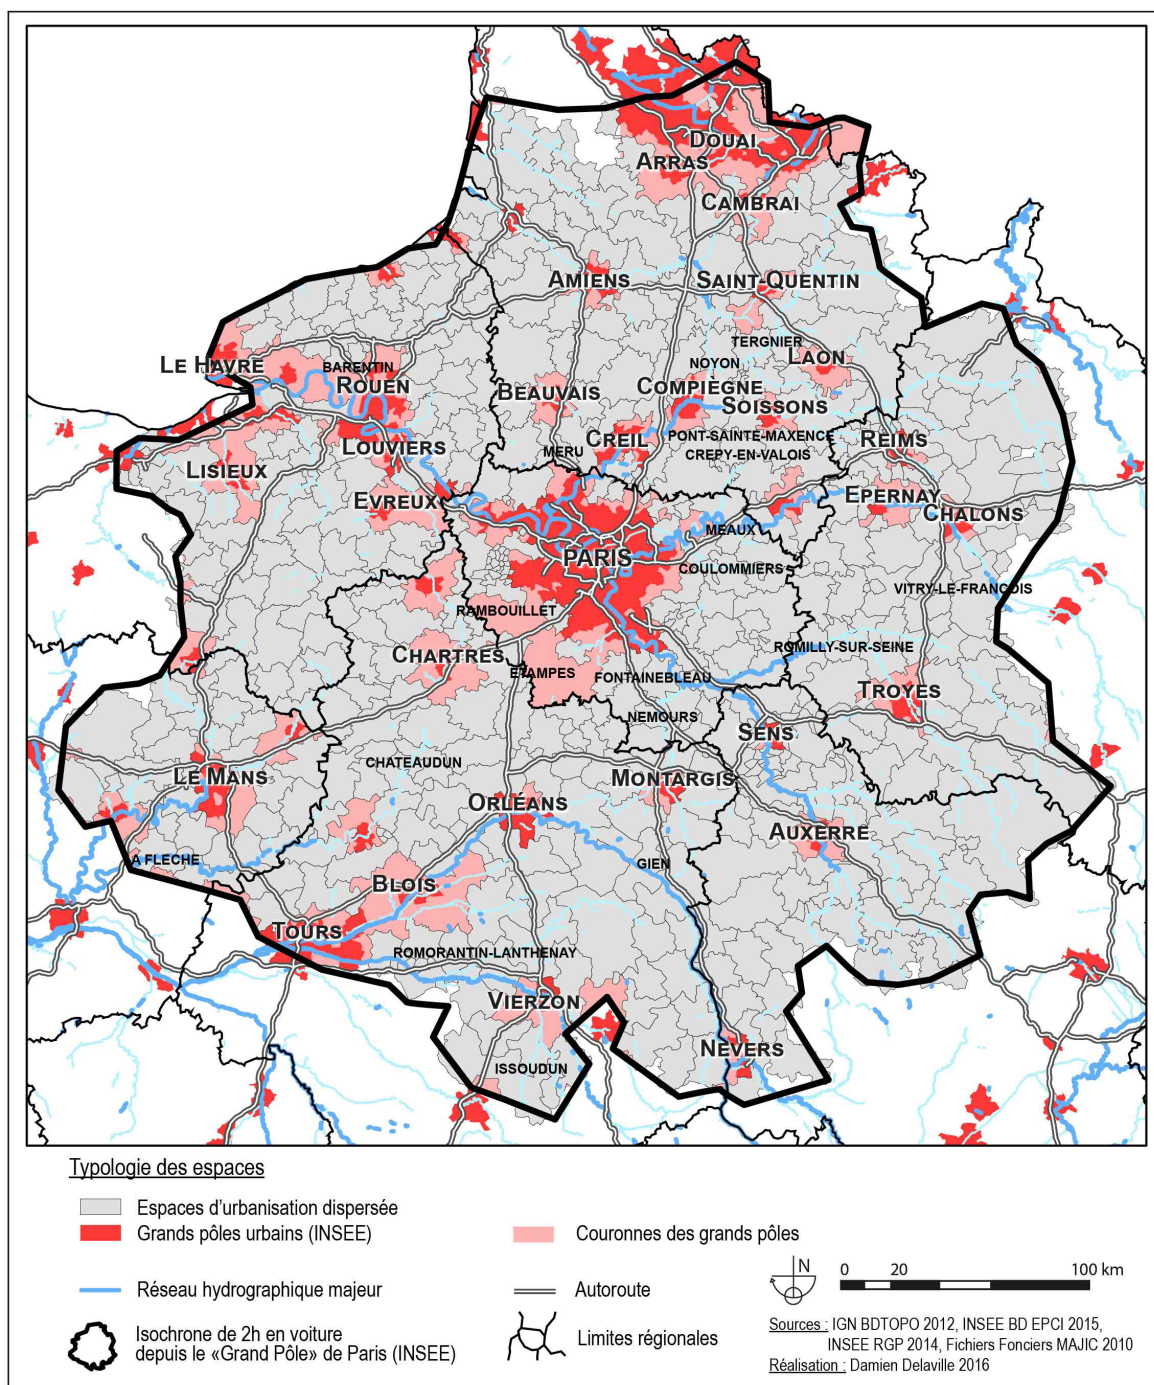 DOUAI
ARRAS
CAMBRAI
AMIENS
SAINT-QUENTIN
TERGNIER
LAON
NOYON
LE HAVRE
BARENTIN
ROUEN
BEAUVAIS
COMPIÈGNE
SOISSONS
LOUVIERS
CREIL
PONT-SAINTE-MAXENCE
REIMS
MERU
CREPY-EN-VALOIS
LISIEUX
EVREUX
EPERNAY
CHALONS
MEAUX
PARIS
COULOMMIERS
VITRY-LE-FRANÇOIS
RAMBOUILLET
CHARTRES
ETAMPES
FONTAINEBLEAU
ROMILLY-SUR-SEINE
TROYES
NEMOURS
SENS
CHATEAUDUN
LE MANS
MONTARGIS
ORLÉANS
AUXERRE
A FLECHE
GIEN
BLOIS
TOURS
ROMORANTIN-LANTHENAY
VIERZON
NEVERS
ISSOUDUN
Typologie des espaces
Espaces d'urbanisation dispersée
Grands pôles urbains (INSEE)
Couronnes des grands pôles
Réseau hydrographique majeur
Autoroute
Isochrone de 2h en voiture
depuis le «Grand Pôle» de Paris (INSEE)
Limites régionales
N
0 20 100 km
Sources : IGN BDTOPO 2012, INSEE BD EPCI 2015,
INSEE RGP 2014, Fichiers Fonciers MAJIC 2010
Réalisation : Damien Delaville 2016